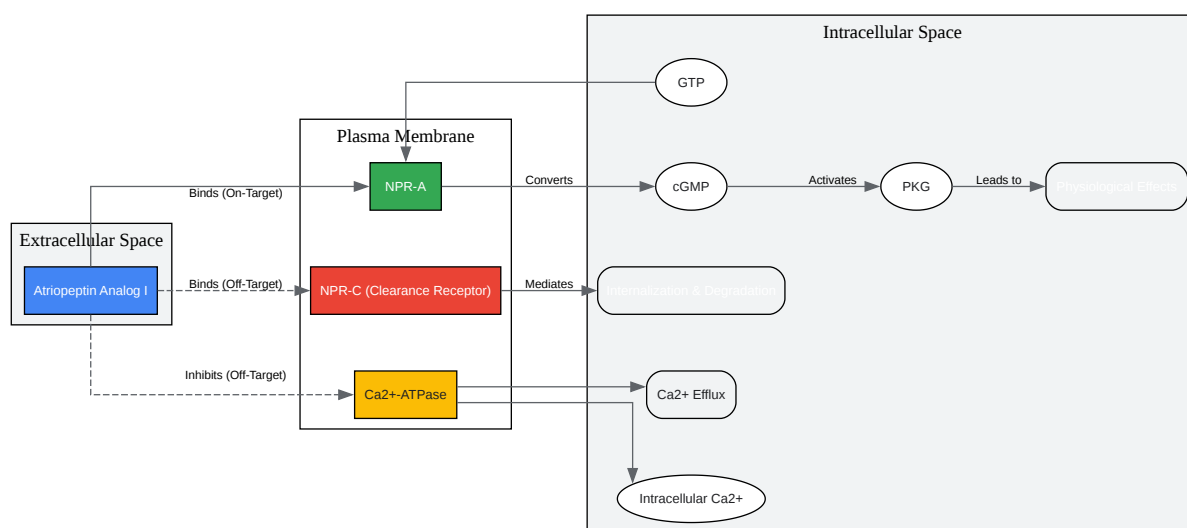 Intracellular Space
GTP
Plasma Membrane
NPR-A
Converts
cGMP
Activates
PKG
Leads to
Physiological Effects
Binds (On-Target)
Extracellular Space
Atriopeptin Analog I
Binds (Off-Target)
NPR-C (Clearance Receptor)
Mediates
Internalization & Degradation
Inhibits (Off-Target)
Ca2+-ATPase
Ca2+ Efflux
Intracellular Ca2+